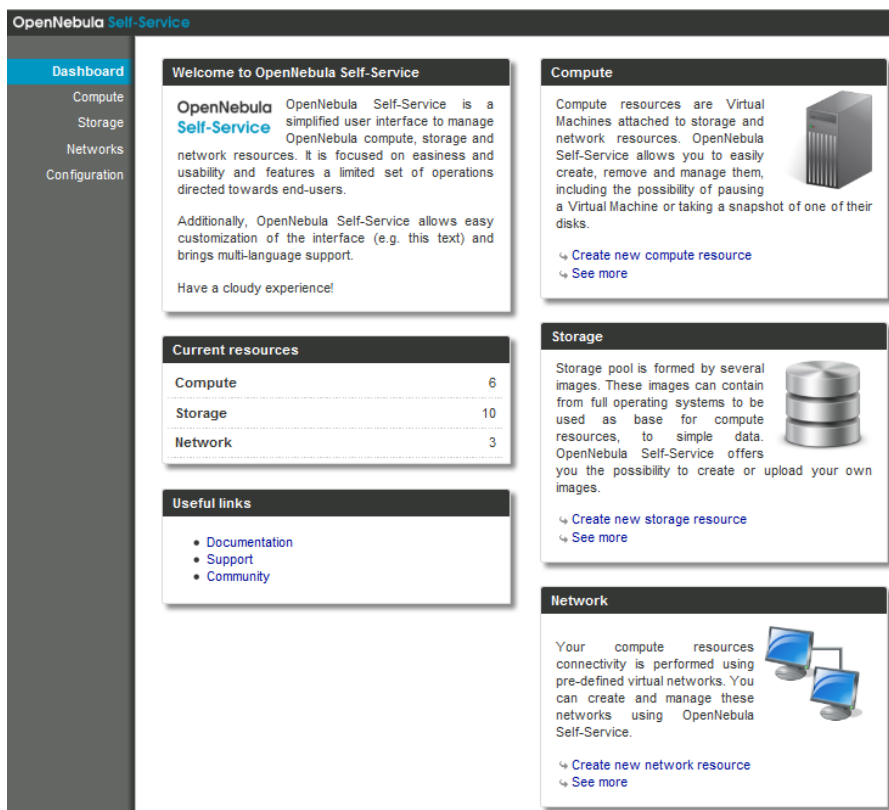 OpenNebula Self-Service
Dashboard
Compute
Storage
Networks
Configuration
Welcome to OpenNebula Self-Service
OpenNebula
Self-Service
OpenNebula Self-Service is a
simplified user interface to manage
OpenNebula compute, storage and
network resources. It is focused on easiness and
usability and features a limited set of operations
directed towards end-users.
Additionally, OpenNebula Self-Service allows easy
customization of the interface (e.g. this text) and
brings multi-language support.
Have a cloudy experience!
Current resources
Compute 6
Storage 10
Network 3
Useful links
Documentation
Support
Community
Compute
Compute resources are Virtual
Machines attached to storage and
network resources. OpenNebula
Self-Service allows you to easily
create, remove and manage them,
including the possibility of pausing
a Virtual Machine or taking a snapshot of one of their
disks.
Create new compute resource
See more
Storage
Storage pool is formed by several
images. These images can contain
from full operating systems to be
used as base for compute
resources, to simple data.
OpenNebula Self-Service offers
you the possibility to create or upload your own
images.
Create new storage resource
See more
Network
Your compute resources
connectivity is performed using
pre-defined virtual networks. You
can create and manage these
networks using OpenNebula
Self-Service.
Create new network resource
See more